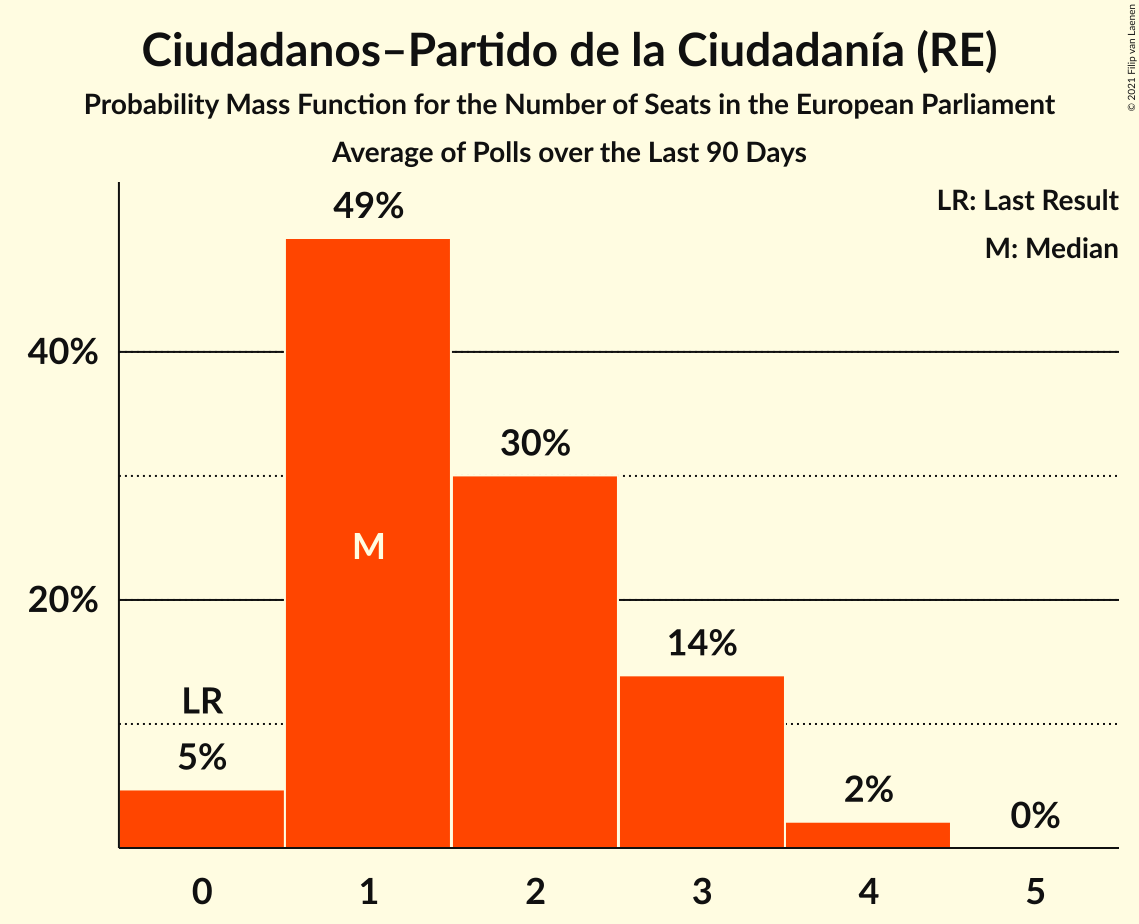 Ciudadanos–Partido de la Ciudadanía (RE)
Probability Mass Function for the Number of Seats in the European Parliament
Average of Polls over the Last 90 Days
© 2021 Filip van Laenen
LR: Last Result
M: Median
49%
40%
30%
M
20%
14%
LR
5%
2%
0%
0 1 2 3 4 5